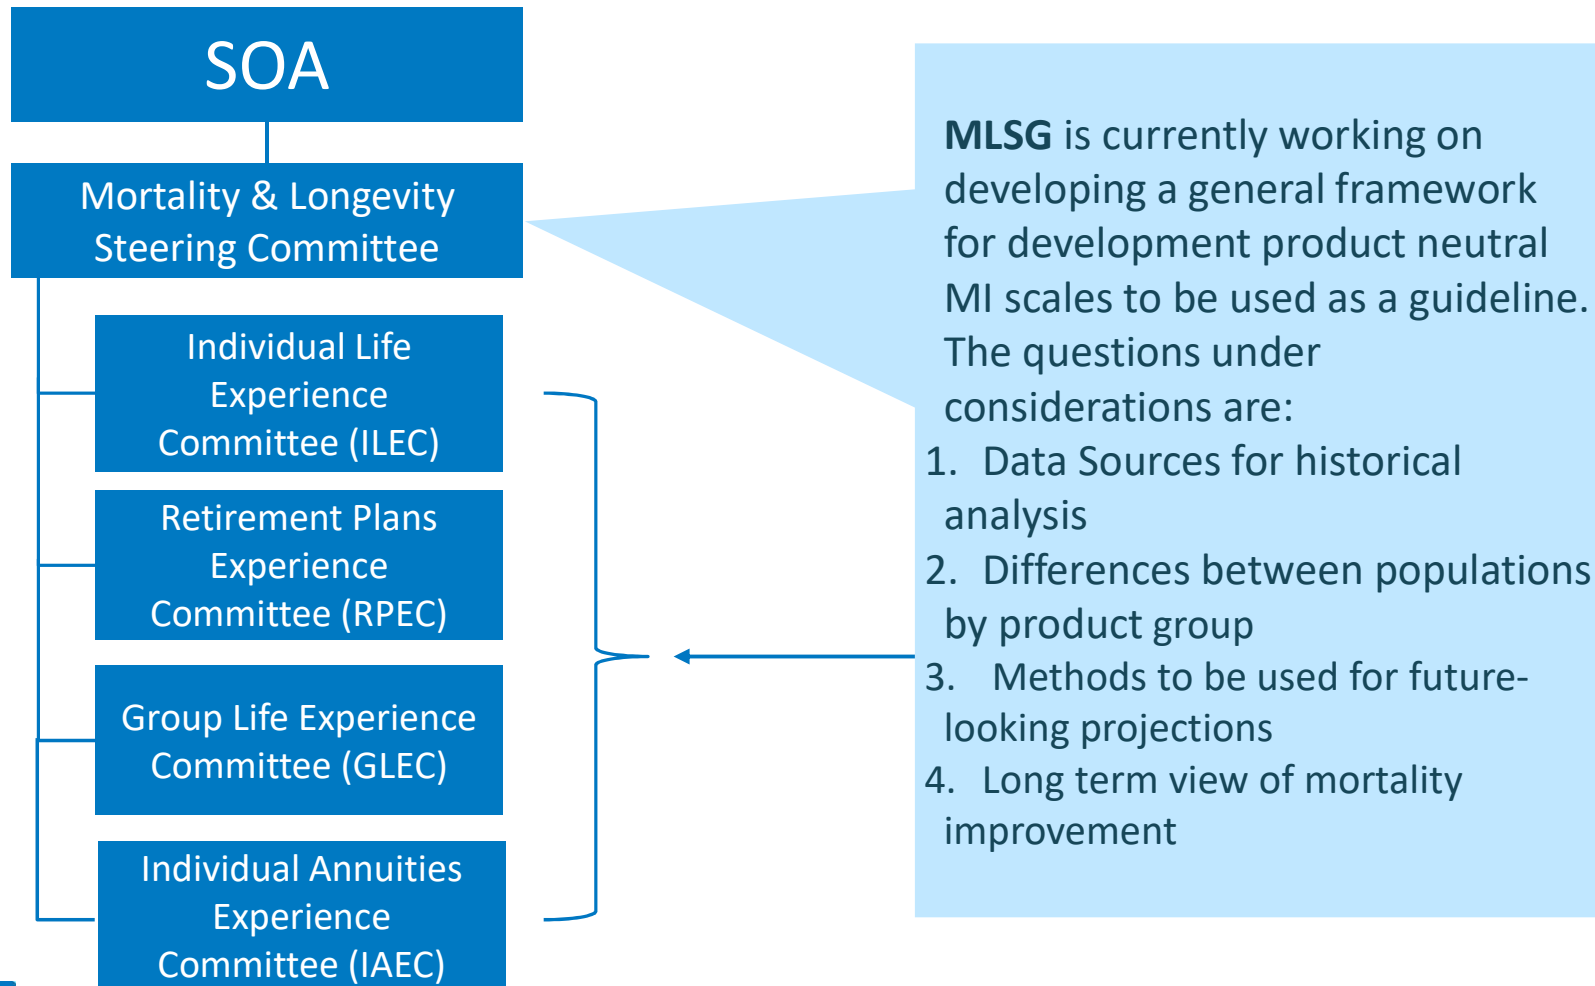 SOA
Mortality & Longevity
Steering Committee
Individual Life
Experience
Committee (ILEC)
Retirement Plans
Experience
Committee (RPEC)
Group Life Experience
Committee (GLEC)
Individual Annuities
Experience
Committee (IAEC)
MLSG is currently working on
developing a general framework
for development product neutral
MI scales to be used as a guideline.
The questions under
considerations are:
1. Data Sources for historical
analysis
2. Differences between populations
by product group
3. Methods to be used for future-
looking projections
4. Long term view of mortality
improvement